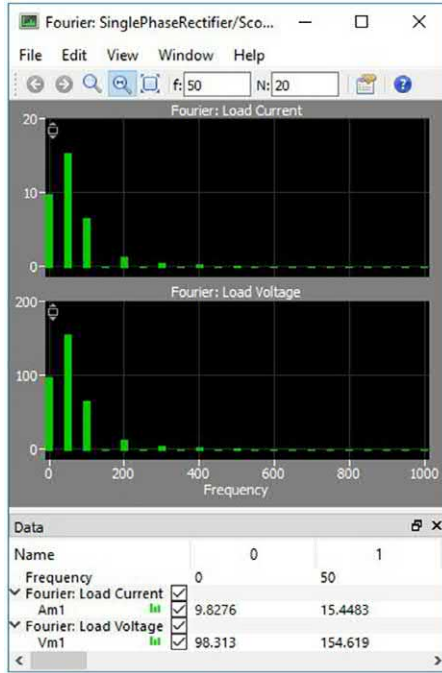 Fourier: SinglePhaseRectifier/Sco...
File Edit View Window Help
f: 50 N: 20
Fourier: Load Current
20
10
0
Fourier: Load Voltage
200
100
0
0 200 400 600 800 1000
Frequency
Data
Name 0 1
Frequency 0 50
Fourier: Load Current
Am1 9.8276 15.4483
Fourier: Load Voltage
Vm1 98.313 154.619